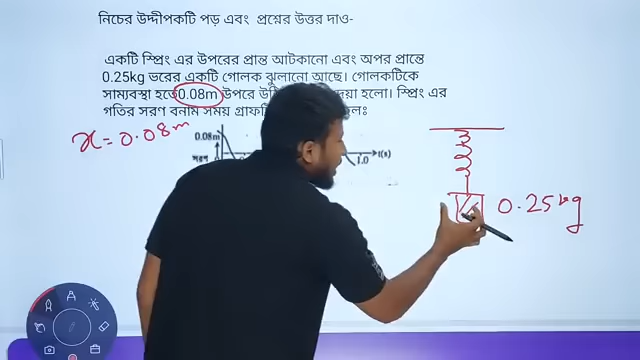 নিচের উদ্দীপকটি পড় এবং প্রশ্নের উত্তর দাও-
একটি স্প্রিং এর উপরের প্রান্ত আটকানো এবং অপর প্রান্তে
0.25kg ভরের একটি গোলক ঝুলানো আছে। গোলকটিকে
সাম্যবস্থা হতে 0.08m উপরে দেয়া হলো। স্প্রিং এর
গতির সরণ বনাম সময়
x = 0.08m
0.08m
সরণ
1.0
t(s)
0.25kg